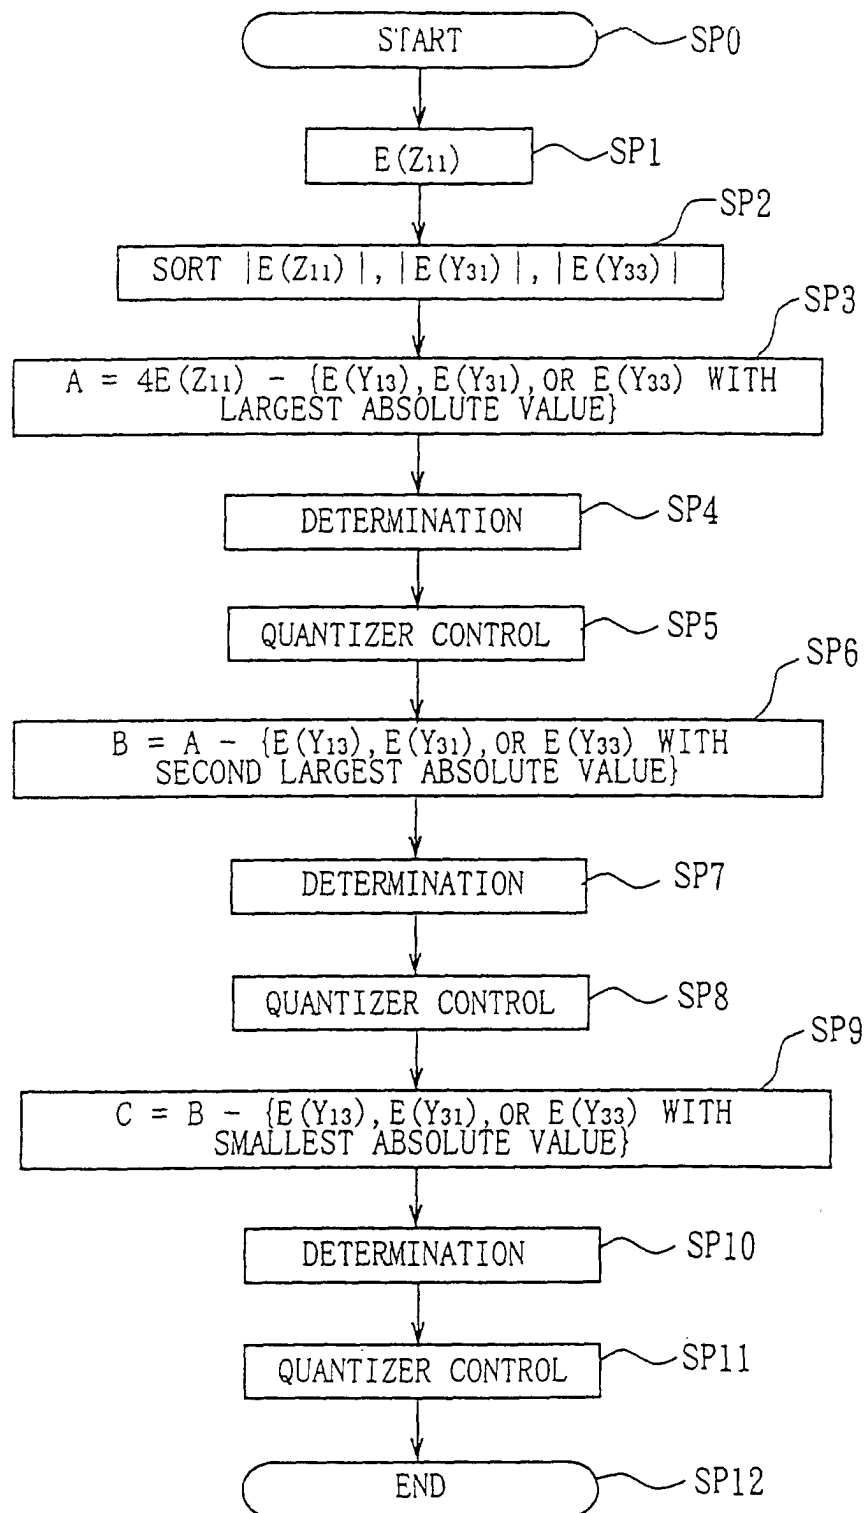 START SP0
E(Z11) SP1
SP2
SORT |E(Z11)|, |E(Y31)|, |E(Y33)|
SP3
A = 4E(Z11) - {E(Y13), E(Y31), OR E(Y33) WITH
LARGEST ABSOLUTE VALUE}
DETERMINATION SP4
QUANTIZER CONTROL SP5
SP6
B = A - {E(Y13), E(Y31), OR E(Y33) WITH
SECOND LARGEST ABSOLUTE VALUE}
DETERMINATION SP7
QUANTIZER CONTROL SP8
SP9
C = B - {E(Y13), E(Y31), OR E(Y33) WITH
SMALLEST ABSOLUTE VALUE}
DETERMINATION SP10
QUANTIZER CONTROL SP11
END SP12